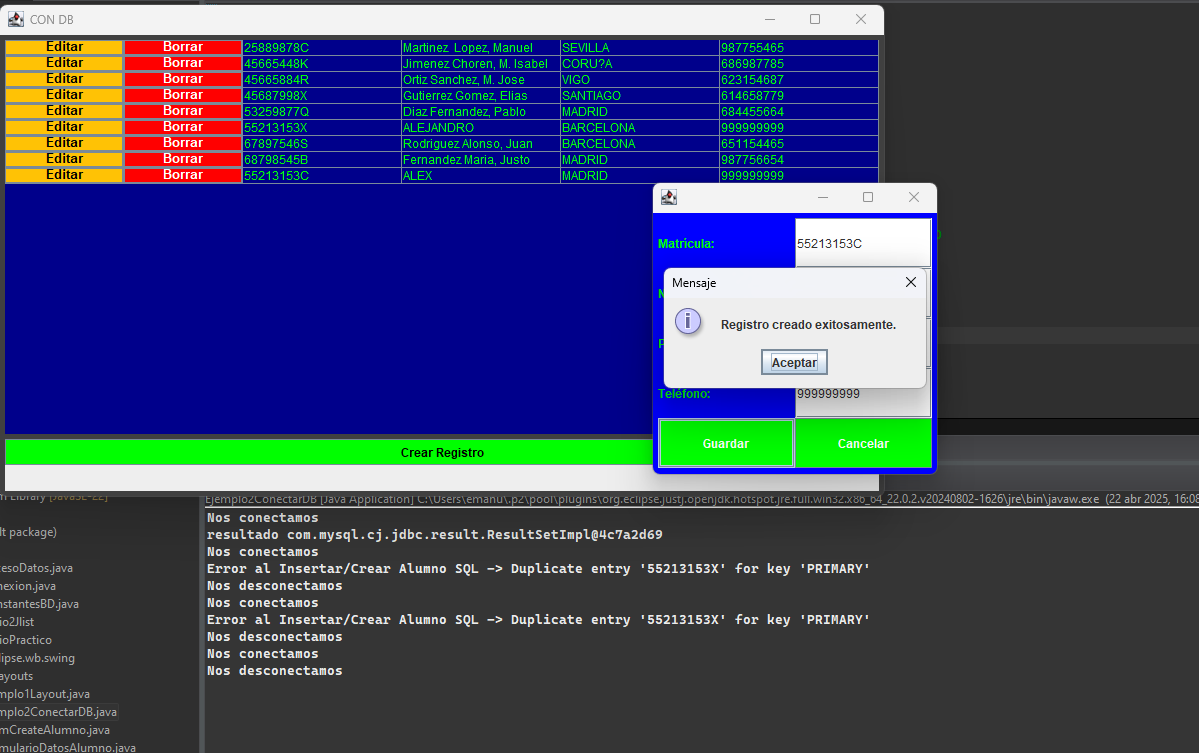 CON DB
Editar Borrar 25889878C Martinez Lopez, Manuel SEVILLA 987755465
Editar Borrar 45665448K Jimenez Choren, M. Isabel CORU?A 686987785
Editar Borrar 45665884R Ortiz Sanchez, M. Jose VIGO 623154687
Editar Borrar 45687998X Gutierrez Gomez, Elias SANTIAGO 614658779
Editar Borrar 53259877Q Diaz Fernandez, Pablo MADRID 684455664
Editar Borrar 55213153X ALEJANDRO BARCELONA 999999999
Editar Borrar 67897546S Rodriguez Alonso, Juan BARCELONA 651154465
Editar Borrar 68798545B Fernandez Maria, Justo MADRID 987756654
Editar Borrar 55213153C ALEX MADRID 999999999
Matrícula: 55213153C
Mensaje
Registro creado exitosamente.
Aceptar
Teléfono: 999999999
Guardar Cancelar
Crear Registro
Library [JavaSE-22]
Ejemplo2ConectarDB [Java Application] C:\Users\emanu\.p2\pool\plugins\org.eclipse.justj.openjdk.hotspot.jre.full.win32.x86_64_22.0.2.v20240802-1626\jre\bin\javaw.exe (22 abr 2025, 16:08
Nos conectamos
resultado com.mysql.cj.jdbc.result.ResultSetImpl@4c7a2d69
Nos conectamos
Error al Insertar/Crear Alumno SQL -> Duplicate entry '55213153X' for key 'PRIMARY'
Nos desconectamos
Nos conectamos
Error al Insertar/Crear Alumno SQL -> Duplicate entry '55213153X' for key 'PRIMARY'
Nos desconectamos
Nos conectamos
Nos desconectamos
lt package)
esoDatos.java
nexion.java
nstantesBD.java
io2Jlist
ioPractico
lipse.wb.swing
ayouts
mplo1Layout.java
mplo2ConectarDB.java
mCreateAlumno.java
mularioDatosAlumno.java